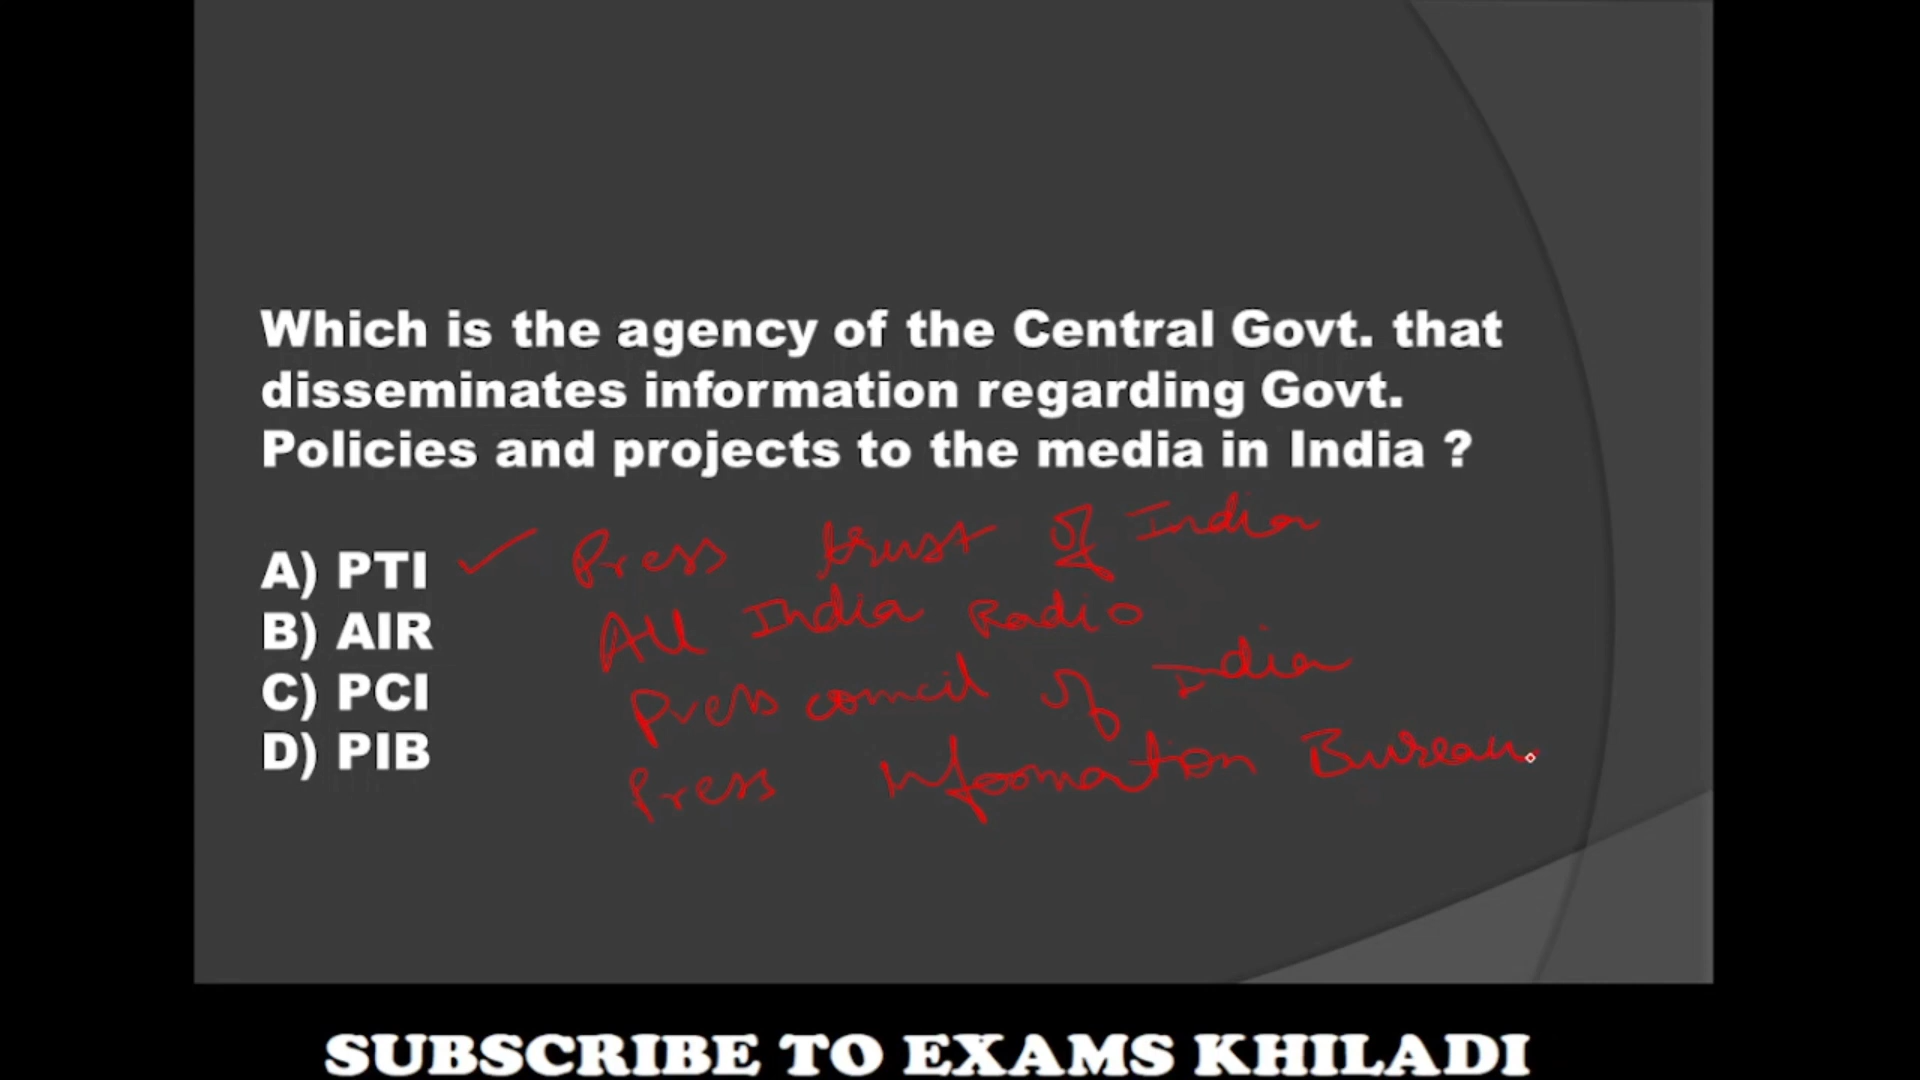 Which is the agency of the Central Govt. that
disseminates information regarding Govt.
Policies and projects to the media in India ?
A) PTI ✓ Press trust of India
B) AIR All India Radio
C) PCI Press council of India
D) PIB Press Information Bureau
SUBSCRIBE TO EXAMS KHILADI